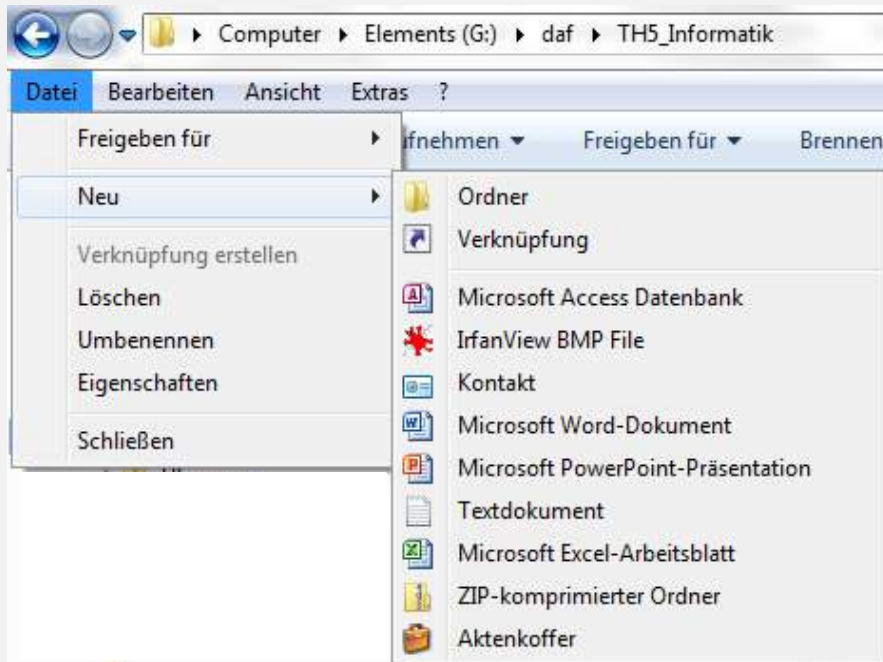 Computer Elements (G:) daf TH5_Informatik
Datei Bearbeiten Ansicht Extras ?
Freigeben für
fnehmen Freigeben für Brennen
Neu
Verknüpfung erstellen
Löschen
Umbenennen
Eigenschaften
Schließen
Ordner
Verknüpfung
Microsoft Access Datenbank
IrfanView BMP File
Kontakt
Microsoft Word-Dokument
Microsoft PowerPoint-Präsentation
Textdokument
Microsoft Excel-Arbeitsblatt
ZIP-komprimierter Ordner
Aktenkoffer